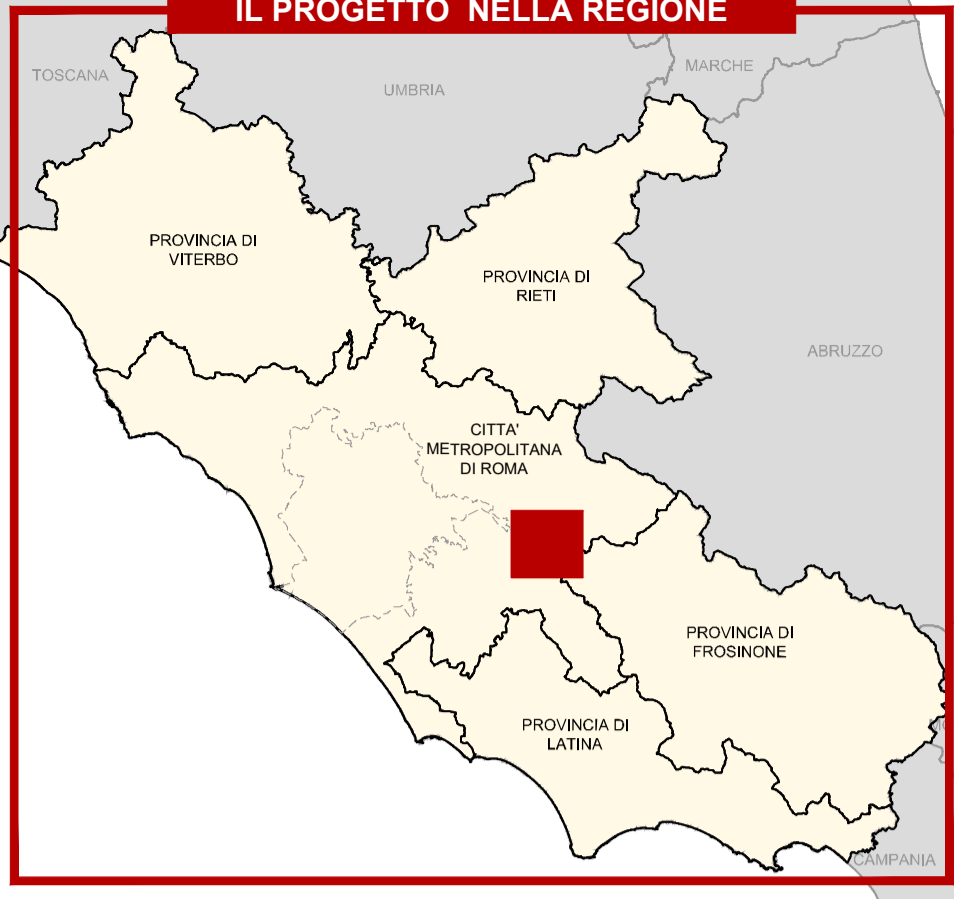 IL PROGETTO NELLA REGIONE
TOSCANA
UMBRIA
MARCHE
PROVINCIA DI
VITERBO
PROVINCIA DI
RIETI
ABRUZZO
CITTA'
METROPOLITANA
DI ROMA
PROVINCIA DI
FROSINONE
PROVINCIA DI
LATINA
CAMPANIA